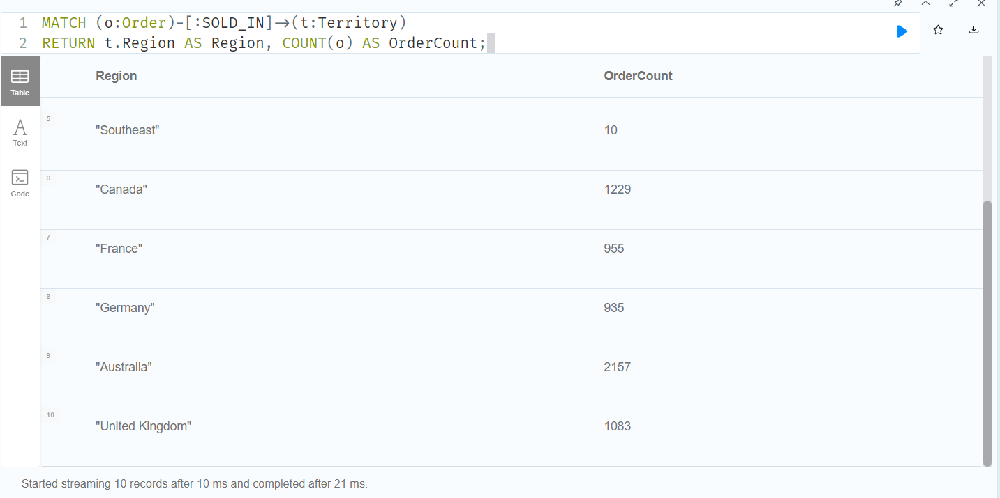 1 MATCH (o:Order)-[:SOLD_IN]→(t:Territory)
2 RETURN t.Region AS Region, COUNT(o) AS OrderCount;
Table
Text
Code
Region OrderCount
5 "Southeast" 10
6 "Canada" 1229
7 "France" 955
8 "Germany" 935
9 "Australia" 2157
10 "United Kingdom" 1083
Started streaming 10 records after 10 ms and completed after 21 ms.